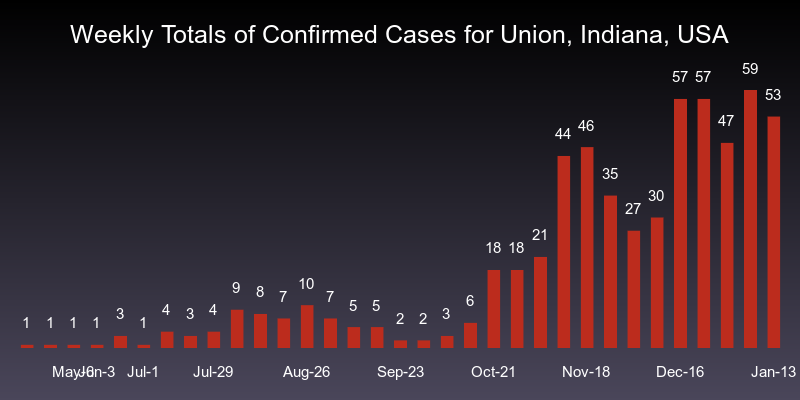 Weekly Totals of Confirmed Cases for Union, Indiana, USA
1 1 1 1 3 1 4 3 4 9 8 7 10 7 5 5 2 2 3 6 18 18 21 44 46 35 27 30 57 57 47 59 53
Jun-3 Jul-1 Jul-29 Aug-26 Sep-23 Oct-21 Nov-18 Dec-16 Jan-13